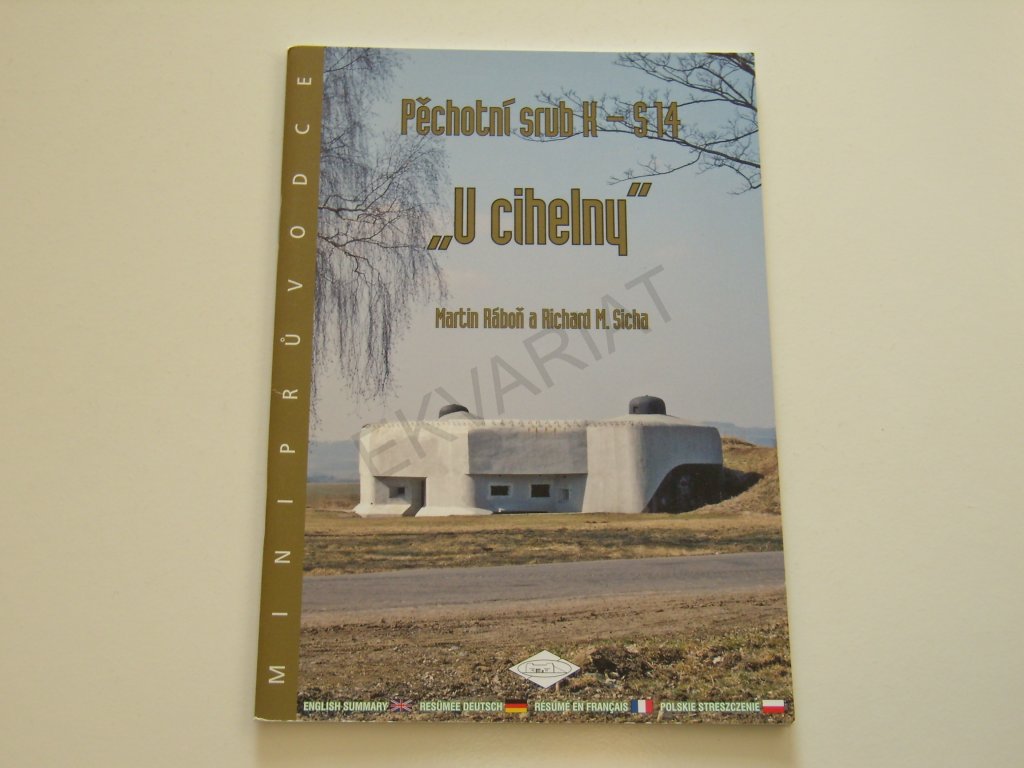 MINIPRŮVODCE
Pěchotní srub K – S 14
„U cihelny"
Martin Ráboň a Richard M. Sicha
EKVARIAT
ENGLISH SUMMARY RESÜMEE DEUTSCH RÉSUMÉ EN FRANÇAIS POLSKIE STRESZCZENIE